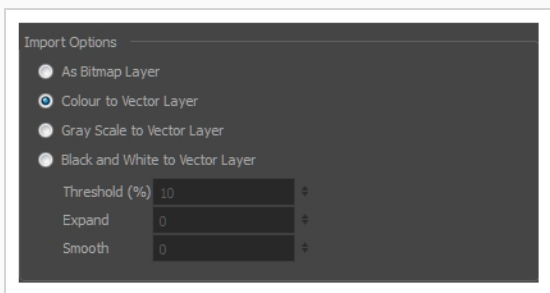 Import Options
As Bitmap Layer
Colour to Vector Layer
Gray Scale to Vector Layer
Black and White to Vector Layer
Threshold (%) 10
Expand 0
Smooth 0